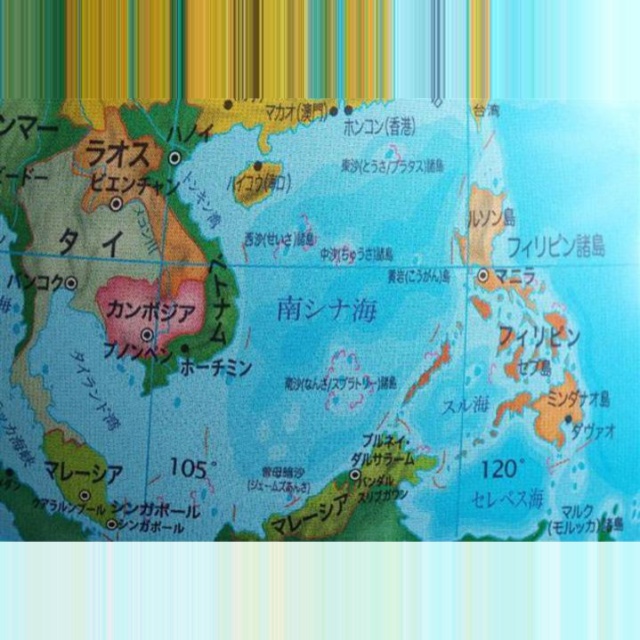 マカオ(澳門)
ホンコン(香港)
台湾
ンマー
ハノイ
ラオス
ビエンチャン
トンキン湾
ハイコウ(海口)
東沙(とうさ/プラタス)諸島
メコン川
タイ
西沙(せいさ)諸島
中沙(ちゅうさ)諸島
黄岩(こうがん)島
ルソン島
フィリピン諸島
マニラ
バンコク
ベトナム
カンボジア
プノンペン
ホーチミン
南シナ海
フィリピン
セブ島
タイランド湾
南沙(なんさ/スプラトリー)諸島
スル海
ミンダナオ島
ダヴァオ
ッカ海峡
マレーシア
クアラルンプール
シンガポール
シンガポール
105°
曾母暗沙
(ジェームズあんさ)
ブルネイ・
ダルサラーム
バンダル
スリブガワン
マレーシア
120°
セレベス海
マルク
(モルッカ)諸島